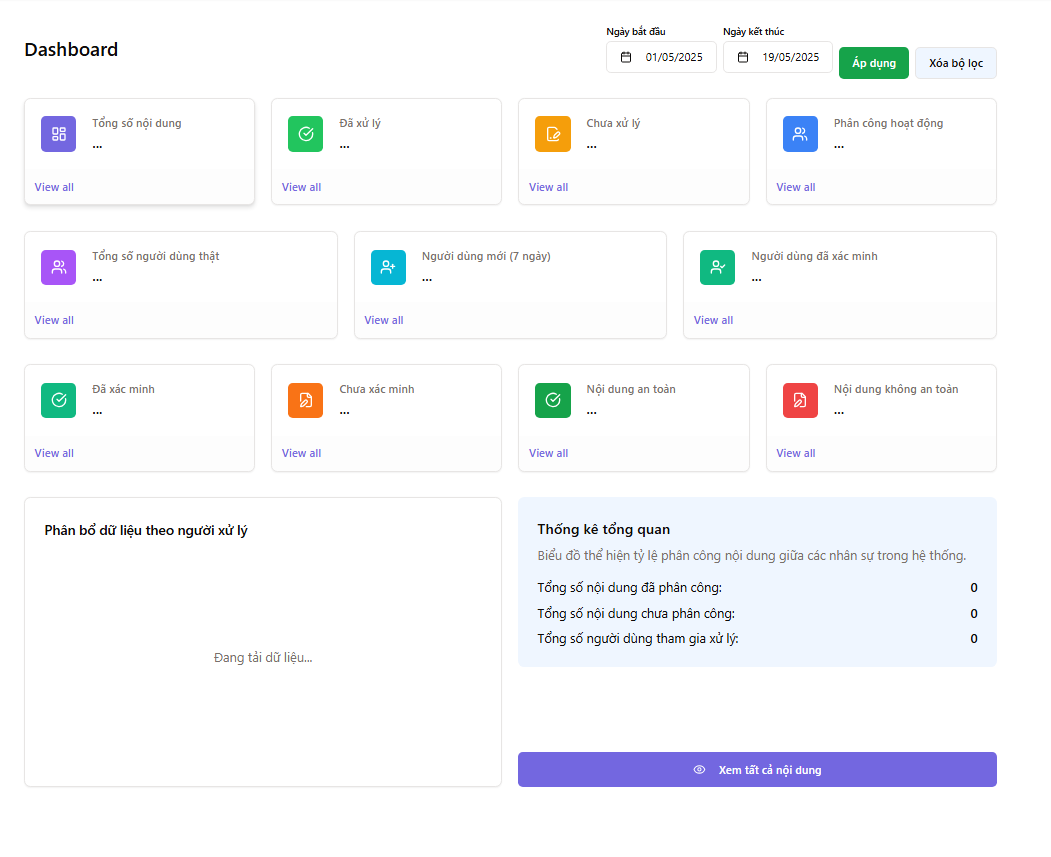 Dashboard
Ngày bắt đầu
01/05/2025
Ngày kết thúc
19/05/2025
Áp dụng
Xóa bộ lọc
Tổng số nội dung
...
View all
Đã xử lý
...
View all
Chưa xử lý
...
View all
Phân công hoạt động
...
View all
Tổng số người dùng thật
...
View all
Người dùng mới (7 ngày)
...
View all
Người dùng đã xác minh
...
View all
Đã xác minh
...
View all
Chưa xác minh
...
View all
Nội dung an toàn
...
View all
Nội dung không an toàn
...
View all
Phân bổ dữ liệu theo người xử lý
Đang tải dữ liệu...
Thống kê tổng quan
Biểu đồ thể hiện tỷ lệ phân công nội dung giữa các nhân sự trong hệ thống.
Tổng số nội dung đã phân công: 0
Tổng số nội dung chưa phân công: 0
Tổng số người dùng tham gia xử lý: 0
Xem tất cả nội dung